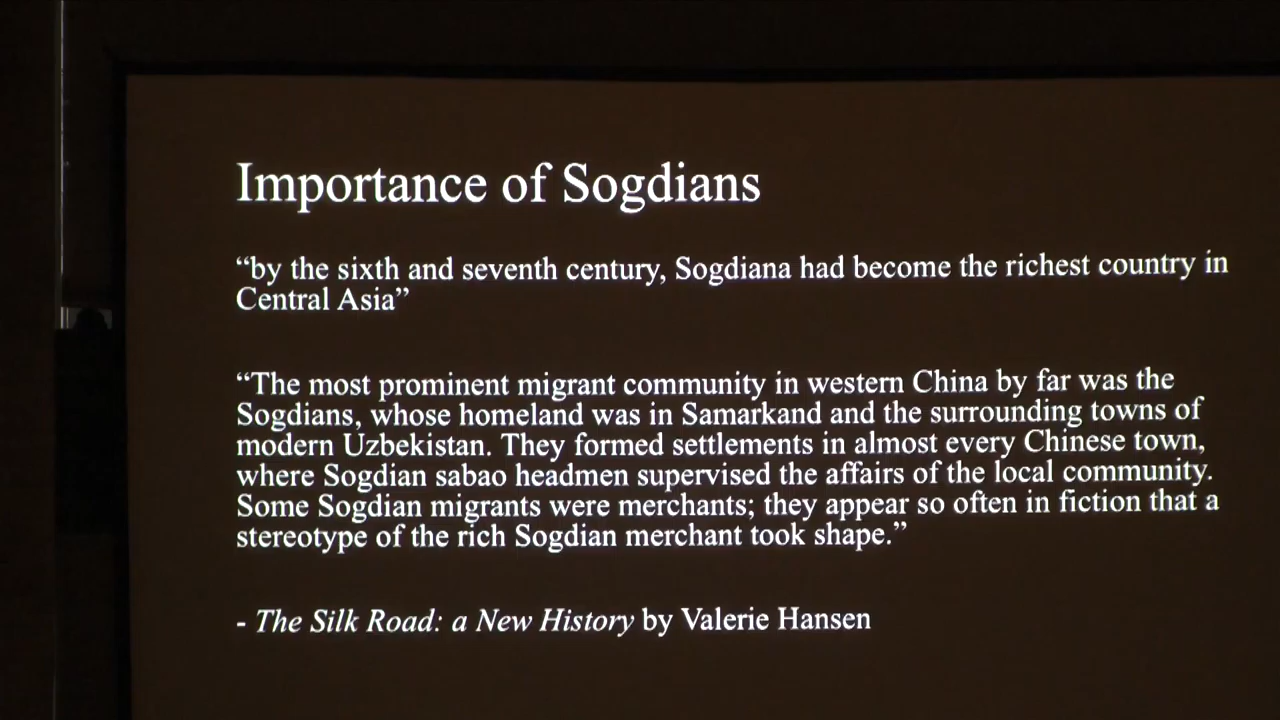 Importance of Sogdians
“by the sixth and seventh century, Sogdiana had become the richest country in
Central Asia”
“The most prominent migrant community in western China by far was the
Sogdians, whose homeland was in Samarkand and the surrounding towns of
modern Uzbekistan. They formed settlements in almost every Chinese town,
where Sogdian sabao headmen supervised the affairs of the local community.
Some Sogdian migrants were merchants; they appear so often in fiction that a
stereotype of the rich Sogdian merchant took shape.”
- The Silk Road: a New History by Valerie Hansen